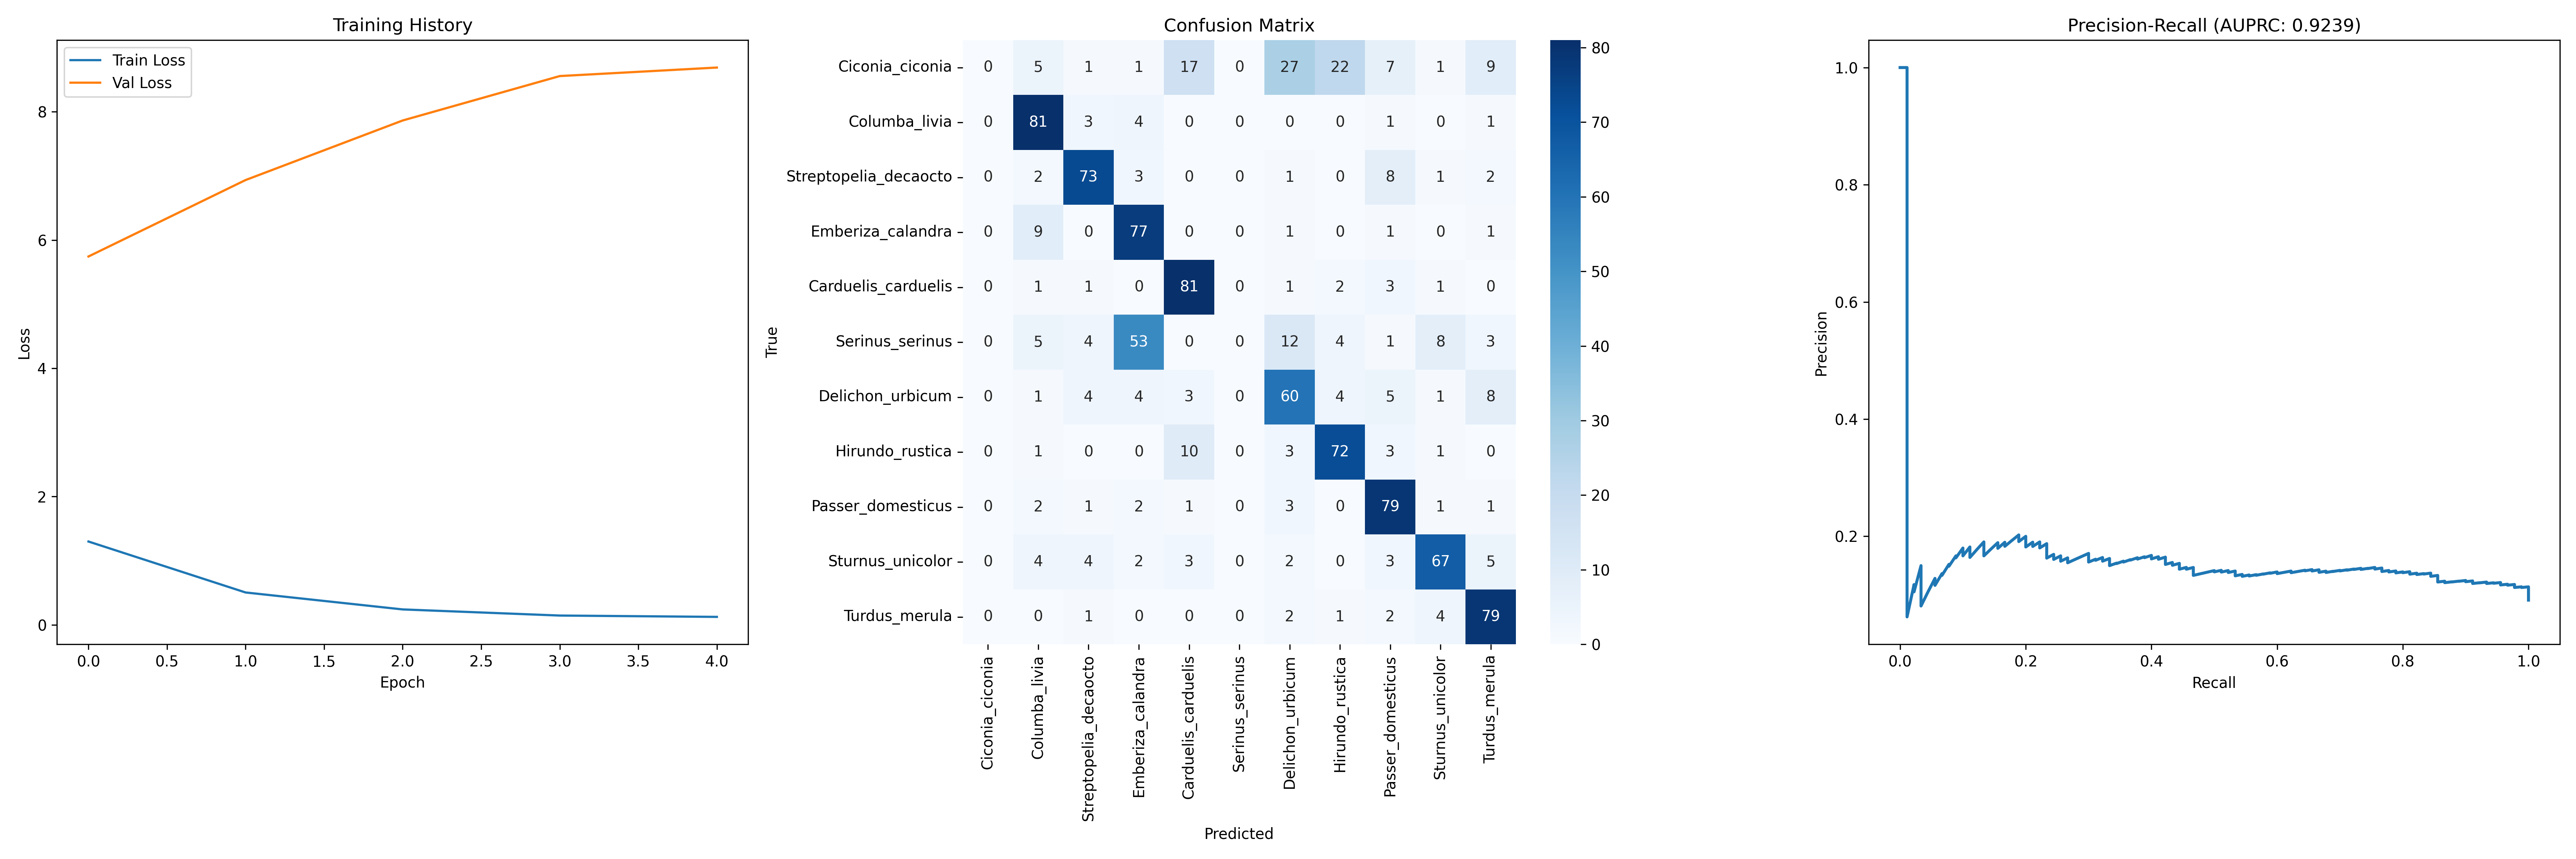 Training History
Train Loss
Val Loss
8
6
4
2
0
Loss
0.0 0.5 1.0 1.5 2.0 2.5 3.0 3.5 4.0
Epoch
Confusion Matrix
True
Ciconia_ciconia 0 5 1 1 17 0 27 22 7 1 9
Columba_livia 0 81 3 4 0 0 0 0 1 0 1
Streptopelia_decaocto 0 2 73 3 0 0 1 0 8 1 2
Emberiza_calandra 0 9 0 77 0 0 1 0 1 0 1
Carduelis_carduelis 0 1 1 0 81 0 1 2 3 1 0
Serinus_serinus 0 5 4 53 0 0 12 4 1 8 3
Delichon_urbicum 0 1 4 4 3 0 60 4 5 1 8
Hirundo_rustica 0 1 0 0 10 0 3 72 3 1 0
Passer_domesticus 0 2 1 2 1 0 3 0 79 1 1
Sturnus_unicolor 0 4 4 2 3 0 2 0 3 67 5
Turdus_merula 0 0 1 0 0 0 2 1 2 4 79
Ciconia_ciconia
Columba_livia
Streptopelia_decaocto
Emberiza_calandra
Carduelis_carduelis
Serinus_serinus
Delichon_urbicum
Hirundo_rustica
Passer_domesticus
Sturnus_unicolor
Turdus_merula
Predicted
80
70
60
50
40
30
20
10
0
Precision-Recall (AUPRC: 0.9239)
1.0
0.8
0.6
0.4
0.2
Precision
0.0 0.2 0.4 0.6 0.8 1.0
Recall